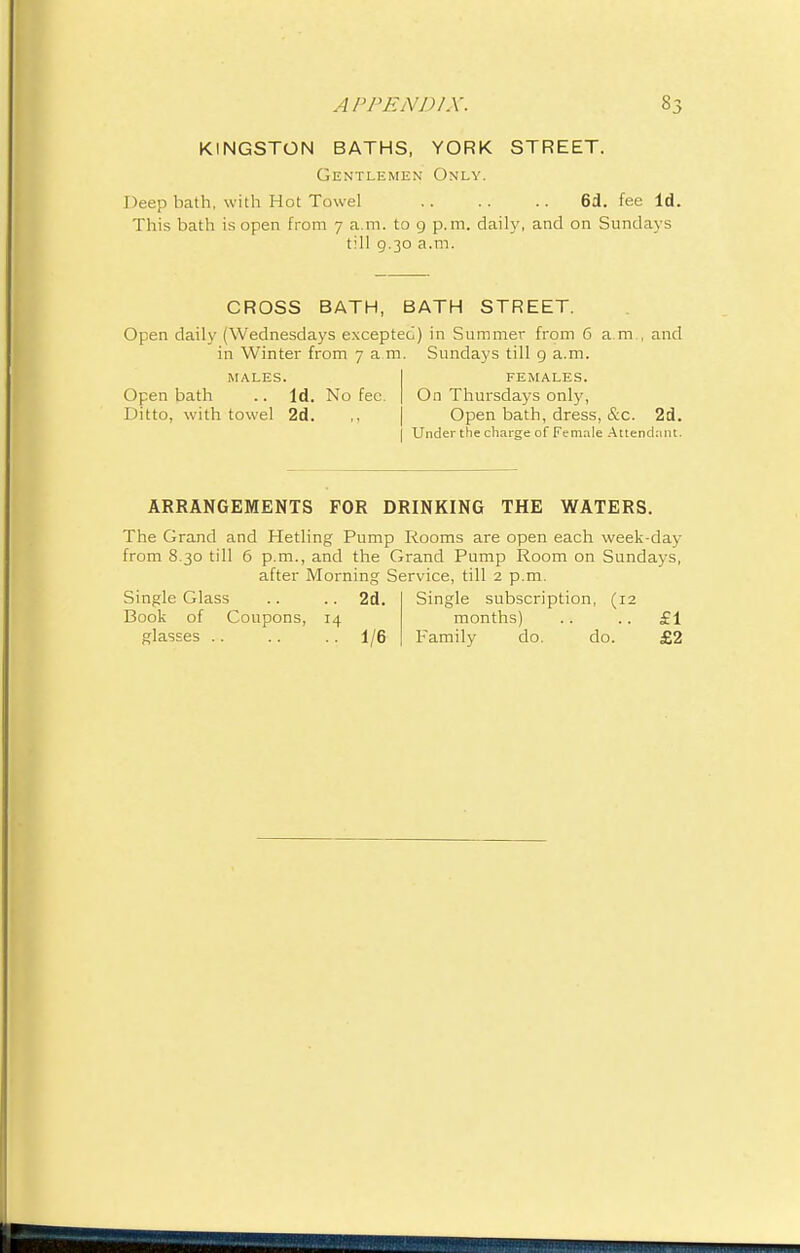 APPENDIX. 83
KINGSTON BATHS, YORK STREET.
GENTLEMEN ONLY.
Deep bath, with Hot Towel .. .. .. 6d. fee 1d.
This bath is open from 7 a.m. to 9 p.m. daily, and on Sundays
till 9.30 a.m.
CROSS BATH, BATH STREET.
Open daily (Wednesdays excepted) in Summer from 6 a.m., and
in Winter from 7 a m. Sundays till 9 a.m.
MALES.
Open bath .. 1d. No fee.
Ditto, with towel 2d. ,,
FEMALES.
On Thursdays only,
Open bath, dress, &c. 2d.
Under the charge of Female Attendant.
ARRANGEMENTS FOR DRINKING THE WATERS.
The Grand and Hetling Pump Rooms are open each week-day
from 8.30 till 6 p.m., and the Grand Pump Room on Sundays,
after Morning Service, till 2 p.m.
Single Glass .. .. 2d.
Book of Coupons, 14
glasses .. .. .. 1/6
Single subscription, (12
months) .. .. £1
Family do. do. £2